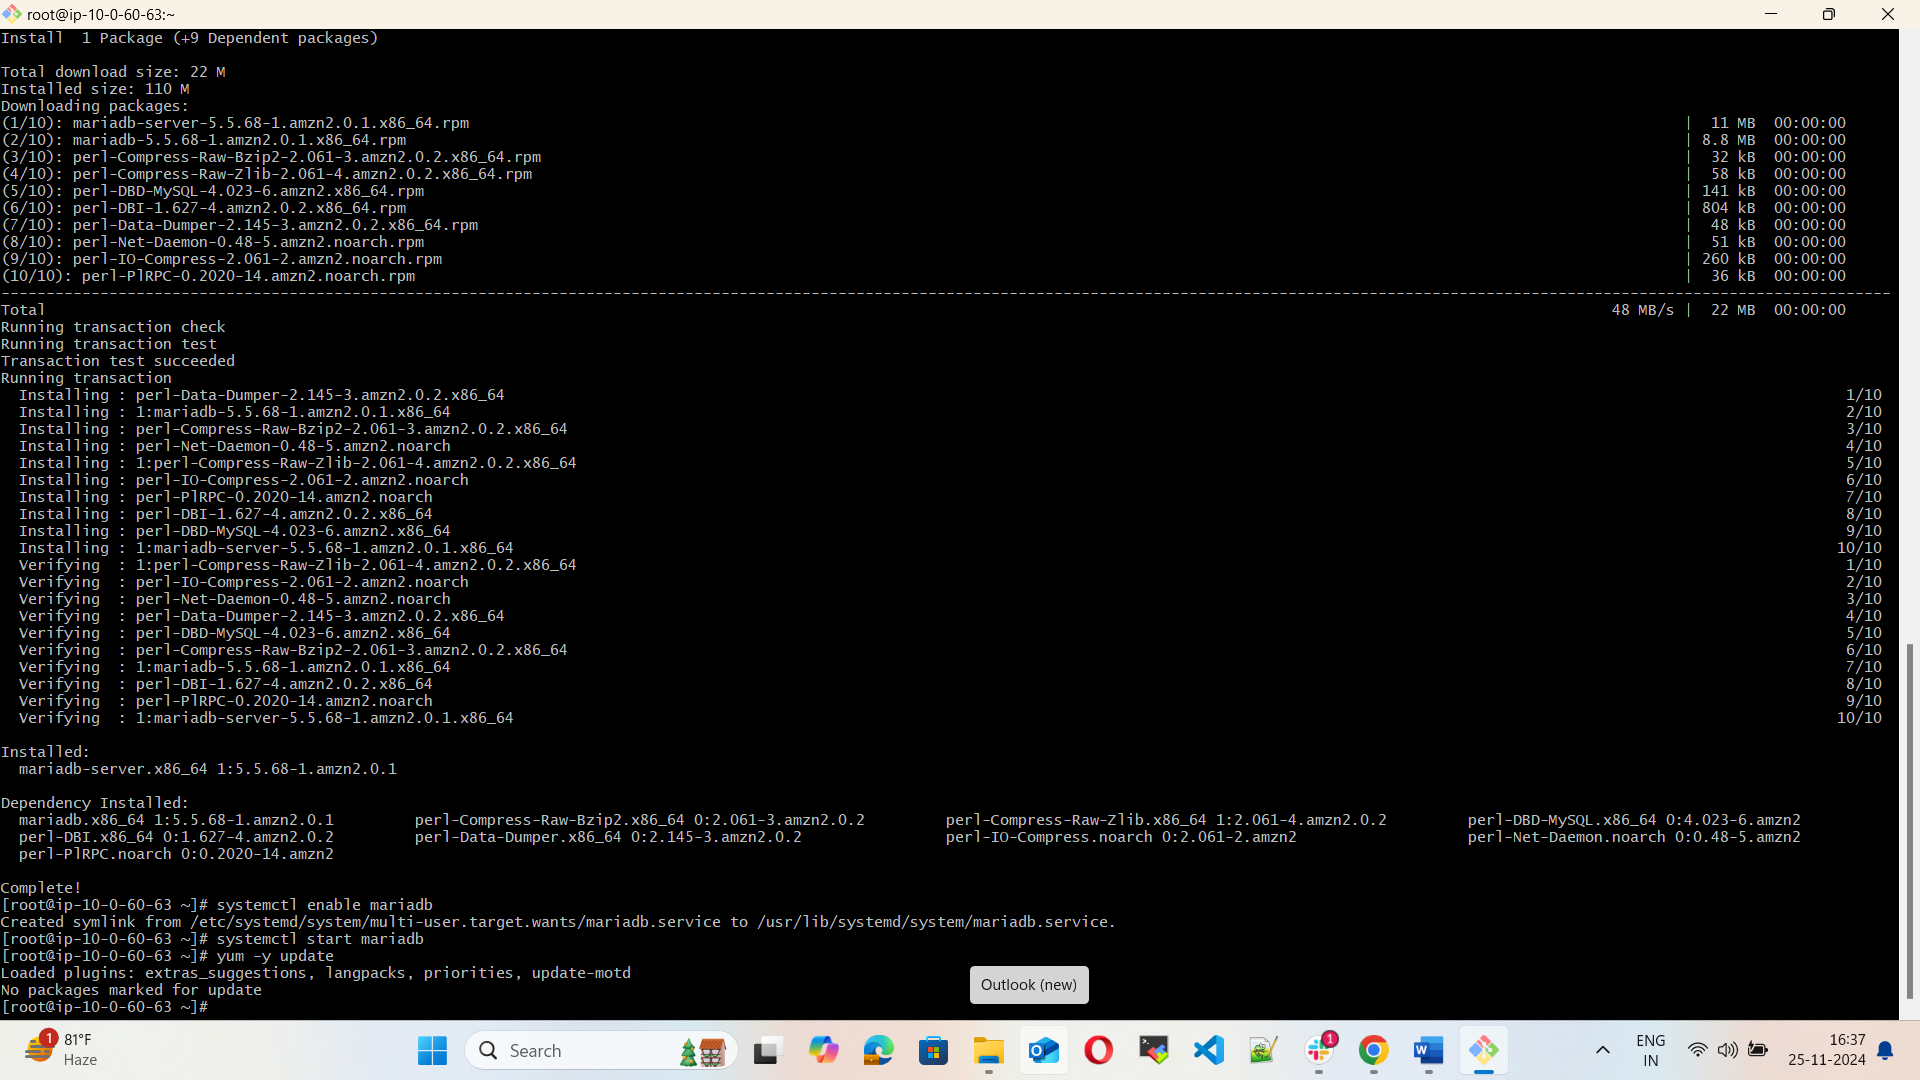 root@ip-10-0-60-63:~
Install  1 Package (+9 Dependent packages)
Total download size: 22 M
Installed size: 110 M
Downloading packages:
(1/10): mariadb-server-5.5.68-1.amzn2.0.1.x86_64.rpm | 11 MB 00:00:00
(2/10): mariadb-5.5.68-1.amzn2.0.1.x86_64.rpm | 8.8 MB 00:00:00
(3/10): perl-Compress-Raw-Bzip2-2.061-3.amzn2.0.2.x86_64.rpm | 32 kB 00:00:00
(4/10): perl-Compress-Raw-Zlib-2.061-4.amzn2.0.2.x86_64.rpm | 58 kB 00:00:00
(5/10): perl-DBD-MySQL-4.023-6.amzn2.x86_64.rpm | 141 kB 00:00:00
(6/10): perl-DBI-1.627-4.amzn2.0.2.x86_64.rpm | 804 kB 00:00:00
(7/10): perl-Data-Dumper-2.145-3.amzn2.0.2.x86_64.rpm | 48 kB 00:00:00
(8/10): perl-Net-Daemon-0.48-5.amzn2.noarch.rpm | 51 kB 00:00:00
(9/10): perl-IO-Compress-2.061-2.amzn2.noarch.rpm | 260 kB 00:00:00
(10/10): perl-PlRPC-0.2020-14.amzn2.noarch.rpm | 36 kB 00:00:00
Total 48 MB/s | 22 MB 00:00:00
Running transaction check
Running transaction test
Transaction test succeeded
Running transaction
Installing : perl-Data-Dumper-2.145-3.amzn2.0.2.x86_64 1/10
Installing : 1:mariadb-5.5.68-1.amzn2.0.1.x86_64 2/10
Installing : perl-Compress-Raw-Bzip2-2.061-3.amzn2.0.2.x86_64 3/10
Installing : perl-Net-Daemon-0.48-5.amzn2.noarch 4/10
Installing : 1:perl-Compress-Raw-Zlib-2.061-4.amzn2.0.2.x86_64 5/10
Installing : perl-IO-Compress-2.061-2.amzn2.noarch 6/10
Installing : perl-PlRPC-0.2020-14.amzn2.noarch 7/10
Installing : perl-DBI-1.627-4.amzn2.0.2.x86_64 8/10
Installing : perl-DBD-MySQL-4.023-6.amzn2.x86_64 9/10
Installing : 1:mariadb-server-5.5.68-1.amzn2.0.1.x86_64 10/10
Verifying : 1:perl-Compress-Raw-Zlib-2.061-4.amzn2.0.2.x86_64 1/10
Verifying : perl-IO-Compress-2.061-2.amzn2.noarch 2/10
Verifying : perl-Net-Daemon-0.48-5.amzn2.noarch 3/10
Verifying : perl-Data-Dumper-2.145-3.amzn2.0.2.x86_64 4/10
Verifying : perl-DBD-MySQL-4.023-6.amzn2.x86_64 5/10
Verifying : perl-Compress-Raw-Bzip2-2.061-3.amzn2.0.2.x86_64 6/10
Verifying : 1:mariadb-5.5.68-1.amzn2.0.1.x86_64 7/10
Verifying : perl-DBI-1.627-4.amzn2.0.2.x86_64 8/10
Verifying : perl-PlRPC-0.2020-14.amzn2.noarch 9/10
Verifying : 1:mariadb-server-5.5.68-1.amzn2.0.1.x86_64 10/10
Installed:
mariadb-server.x86_64 1:5.5.68-1.amzn2.0.1
Dependency Installed:
mariadb.x86_64 1:5.5.68-1.amzn2.0.1 perl-Compress-Raw-Bzip2.x86_64 0:2.061-3.amzn2.0.2 perl-Compress-Raw-Zlib.x86_64 1:2.061-4.amzn2.0.2 perl-DBD-MySQL.x86_64 0:4.023-6.amzn2
perl-DBI.x86_64 0:1.627-4.amzn2.0.2 perl-Data-Dumper.x86_64 0:2.145-3.amzn2.0.2 perl-IO-Compress.noarch 0:2.061-2.amzn2 perl-Net-Daemon.noarch 0:0.48-5.amzn2
perl-PlRPC.noarch 0:0.2020-14.amzn2
Complete!
[root@ip-10-0-60-63 ~]# systemctl enable mariadb
Created symlink from /etc/systemd/system/multi-user.target.wants/mariadb.service to /usr/lib/systemd/system/mariadb.service.
[root@ip-10-0-60-63 ~]# systemctl start mariadb
[root@ip-10-0-60-63 ~]# yum -y update
Loaded plugins: extras_suggestions, langpacks, priorities, update-motd
No packages marked for update
[root@ip-10-0-60-63 ~]#
Outlook (new)
1
81°F
Haze
Search
1
ENG
IN
16:37
25-11-2024